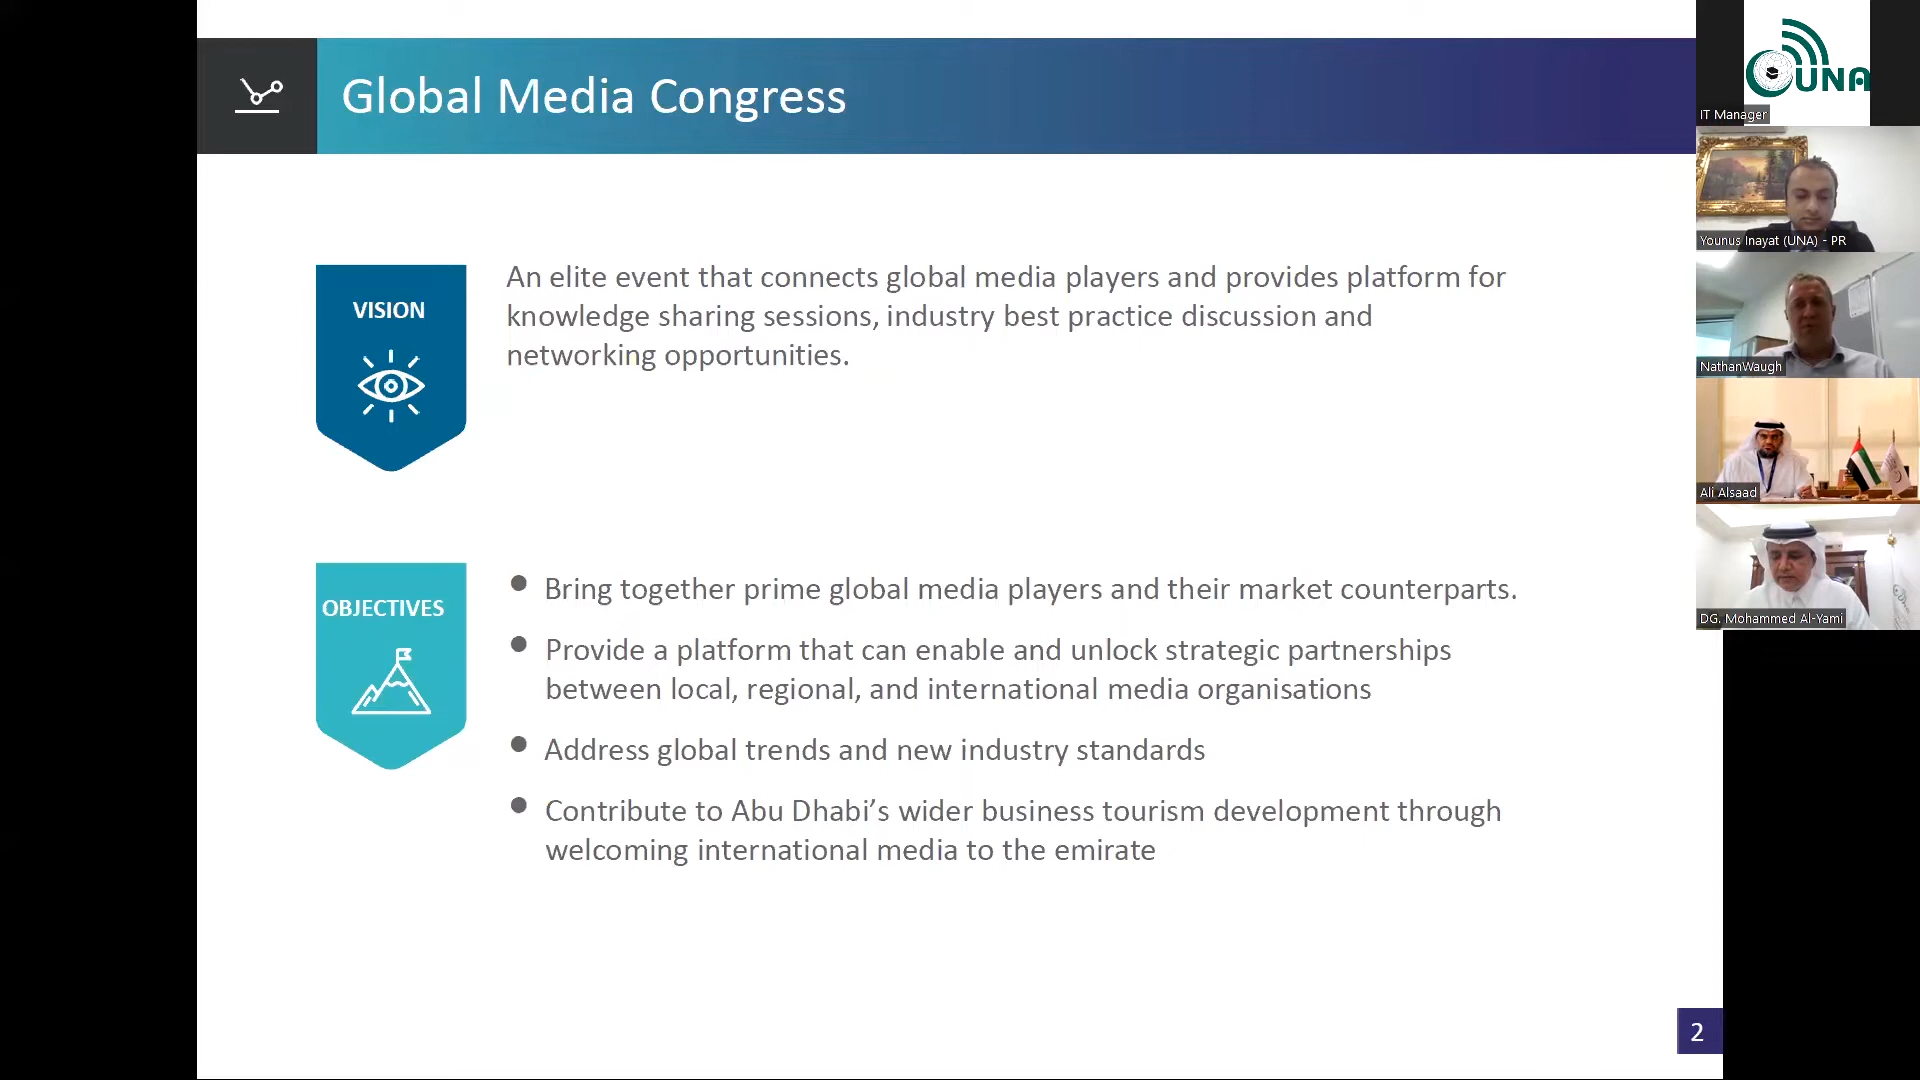 Global Media Congress
VISION
An elite event that connects global media players and provides platform for
knowledge sharing sessions, industry best practice discussion and
networking opportunities.
OBJECTIVES
• Bring together prime global media players and their market counterparts.
• Provide a platform that can enable and unlock strategic partnerships
between local, regional, and international media organisations
• Address global trends and new industry standards
• Contribute to Abu Dhabi’s wider business tourism development through
welcoming international media to the emirate
2
UNA
IT Manager
Younus Inayat (UNA) - PR
NathanWaugh
Ali Alsaad
DG. Mohammed Al-Yami